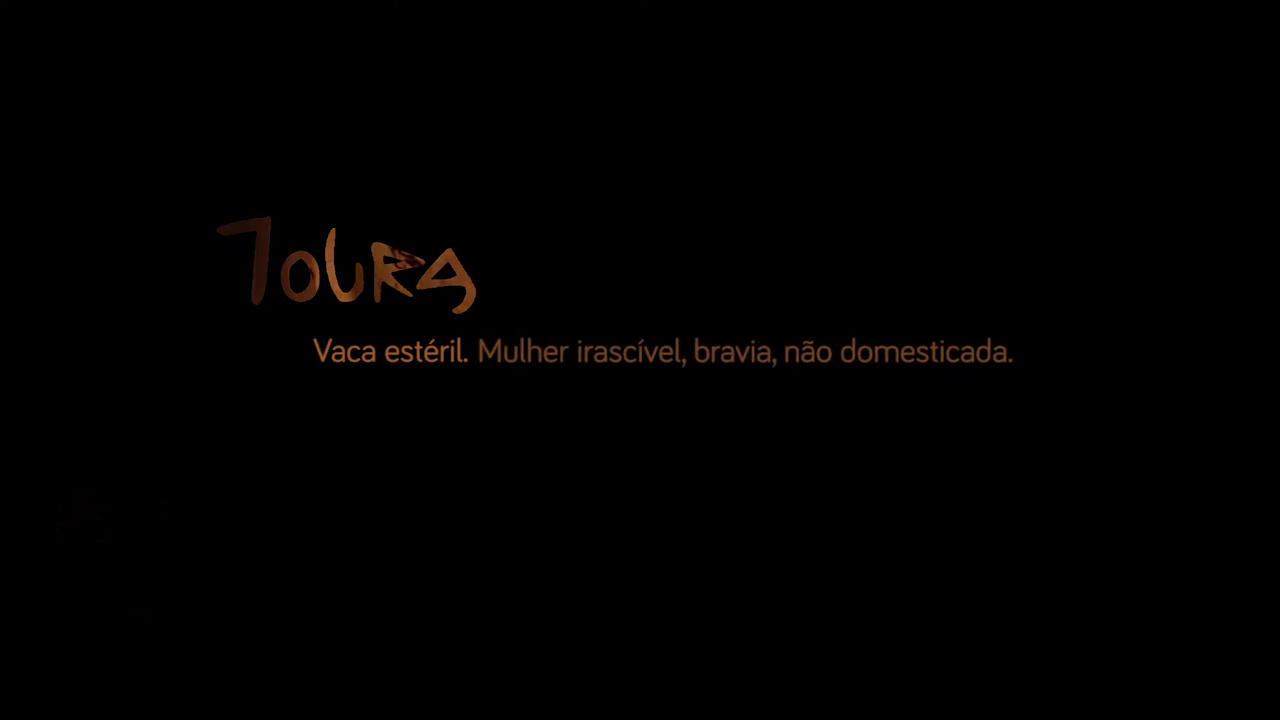 TOURA
Vaca estéril. Mulher irascível, bravia, não domesticada.